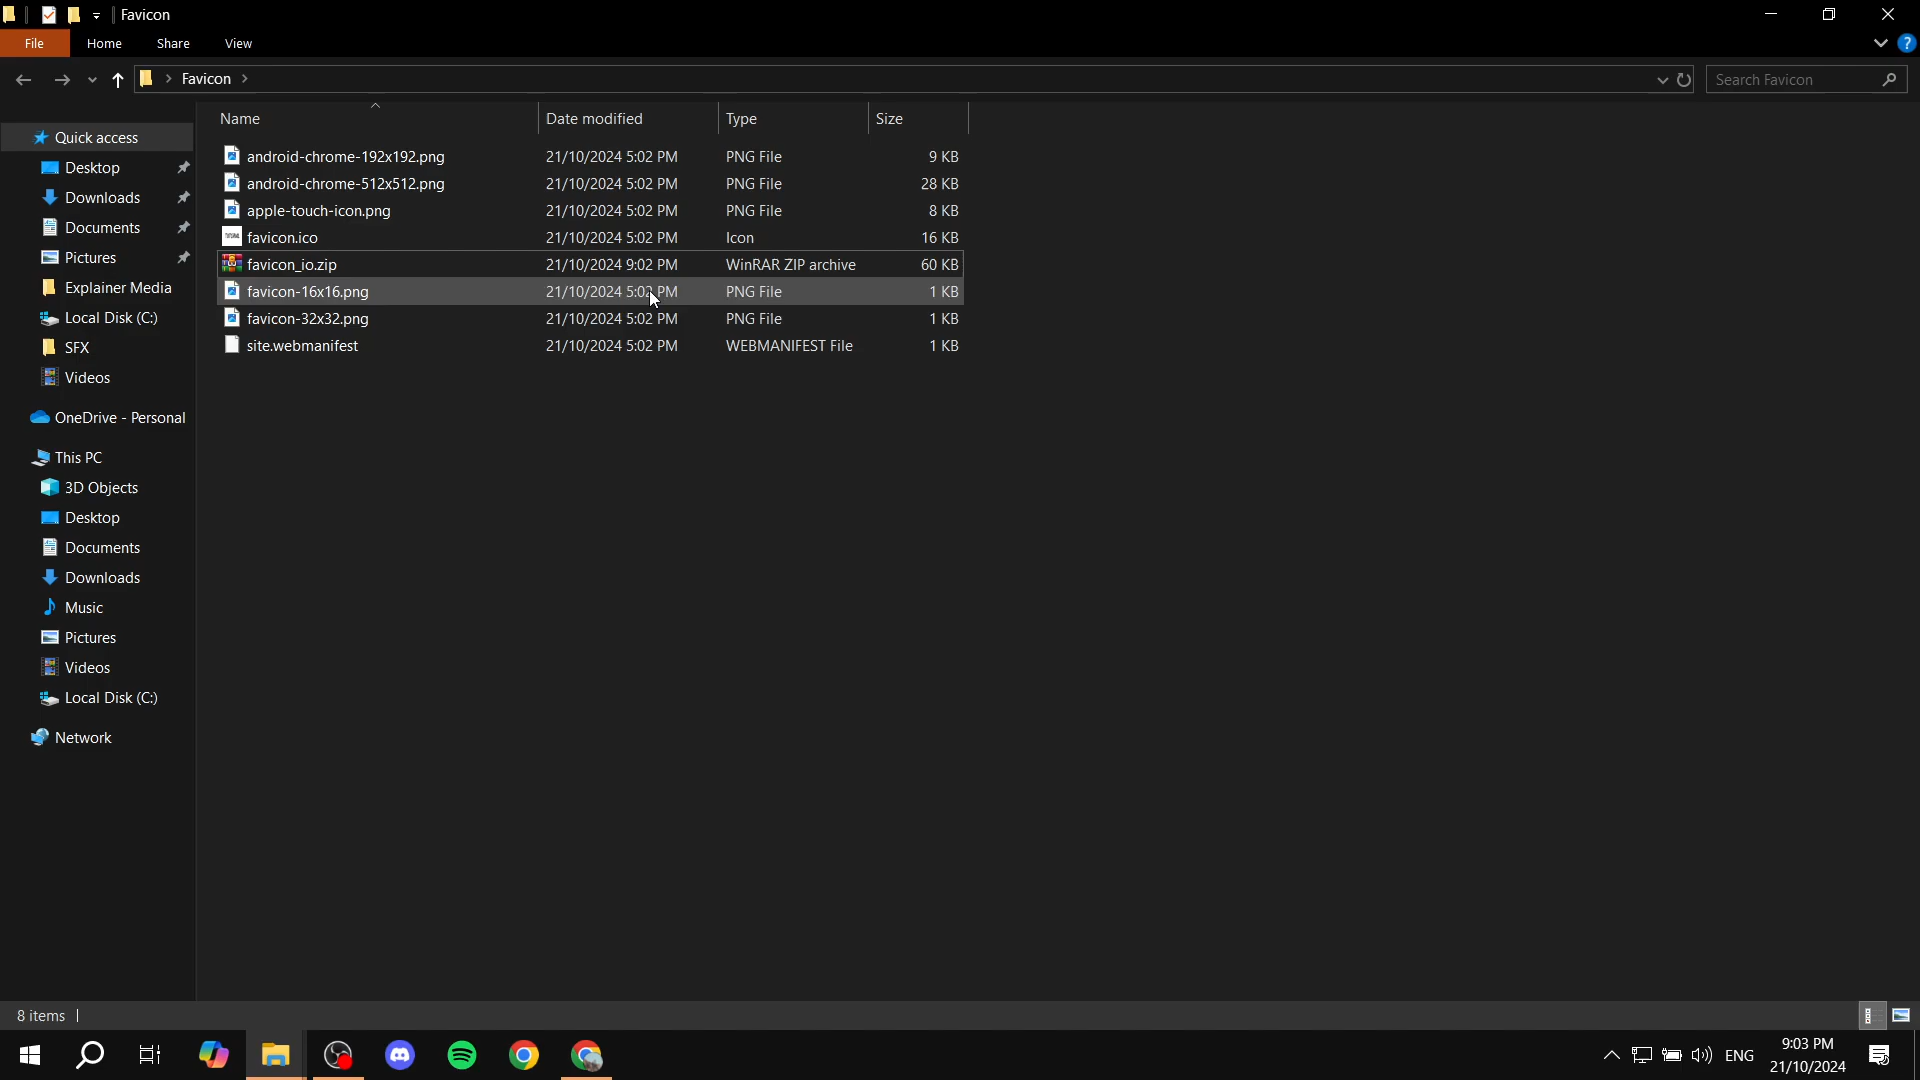 Favicon
File Home Share View
Favicon
Search Favicon
Name Date modified Type Size
android-chrome-192x192.png 21/10/2024 5:02 PM PNG File 9 KB
android-chrome-512x512.png 21/10/2024 5:02 PM PNG File 28 KB
apple-touch-icon.png 21/10/2024 5:02 PM PNG File 8 KB
favicon.ico 21/10/2024 5:02 PM Icon 16 KB
favicon_io.zip 21/10/2024 9:02 PM WinRAR ZIP archive 60 KB
favicon-16x16.png 21/10/2024 5:02 PM PNG File 1 KB
favicon-32x32.png 21/10/2024 5:02 PM PNG File 1 KB
site.webmanifest 21/10/2024 5:02 PM WEBMANIFEST File 1 KB
Quick access
Desktop
Downloads
Documents
Pictures
Explainer Media
Local Disk (C:)
SFX
Videos
OneDrive - Personal
This PC
3D Objects
Desktop
Documents
Downloads
Music
Pictures
Videos
Local Disk (C:)
Network
8 items
ENG
9:03 PM
21/10/2024